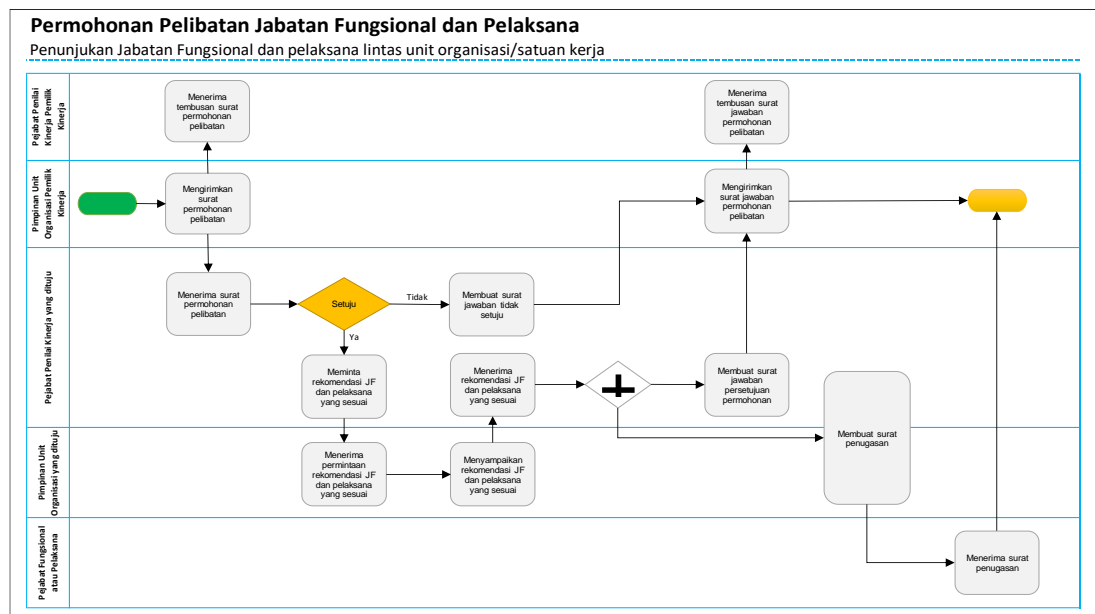 Permohonan Pelibatan Jabatan Fungsional dan Pelaksana
Penunjukan Jabatan Fungsional dan pelaksana lintas unit organisasi/satuan kerja
Pejabat Penilai
Kinerja Pemilik
Kinerja
Menerima
tembusan surat
permohonan
pelibatan
Menerima
tembusan surat
jawaban
permohonan
pelibatan
Pimpinan Unit
Organisasi Pemilik
Kinerja
Mengirimkan
surat
permohonan
pelibatan
Mengirimkan
surat jawaban
permohonan
pelibatan
Pejabat Penilai Kinerja yang dituju
Menerima surat
permohonan
pelibatan
Setuju
Tidak
Membuat surat
jawaban tidak
setuju
Ya
Meminta
rekomendasi JF
dan pelaksana
yang sesuai
Menerima
rekomendasi JF
dan pelaksana
yang sesuai
Membuat surat
jawaban
persetujuan
permohonan
Membuat surat
penugasan
Pimpinan Unit
Organisasi yang dituju
Menerima
permintaan
rekomendasi JF
dan pelaksana
yang sesuai
Menyampaikan
rekomendasi JF
dan pelaksana
yang sesuai
Pejabat Fungsional
atau Pelaksana
Menerima surat
penugasan